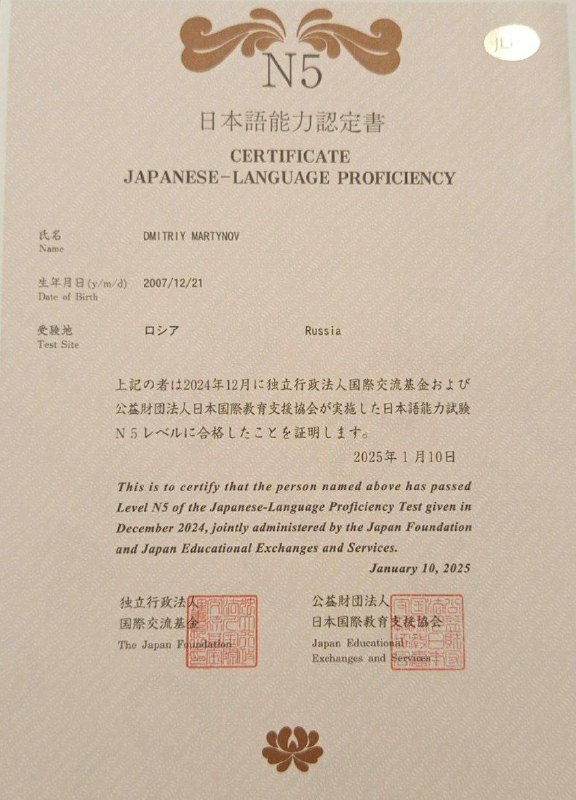 N5
日本語能力認定書
CERTIFICATE
JAPANESE-LANGUAGE PROFICIENCY
氏名 DMITRIY MARTYNOV
Name
生年月日(y/m/d) 2007/12/21
Date of Birth
受験地 ロシア Russia
Test Site
上記の者は2024年12月に独立行政法人国際交流基金および
公益財団法人日本国際教育支援協会が実施した日本語能力試験
N5レベルに合格したことを証明します。
2025年1月10日
This is to certify that the person named above has passed
Level N5 of the Japanese-Language Proficiency Test given in
December 2024, jointly administered by the Japan Foundation
and Japan Educational Exchanges and Services.
January 10, 2025
独立行政法人
国際交流基金
The Japan Foundation
公益財団法人
日本国際教育支援協会
Japan Educational
Exchanges and Services